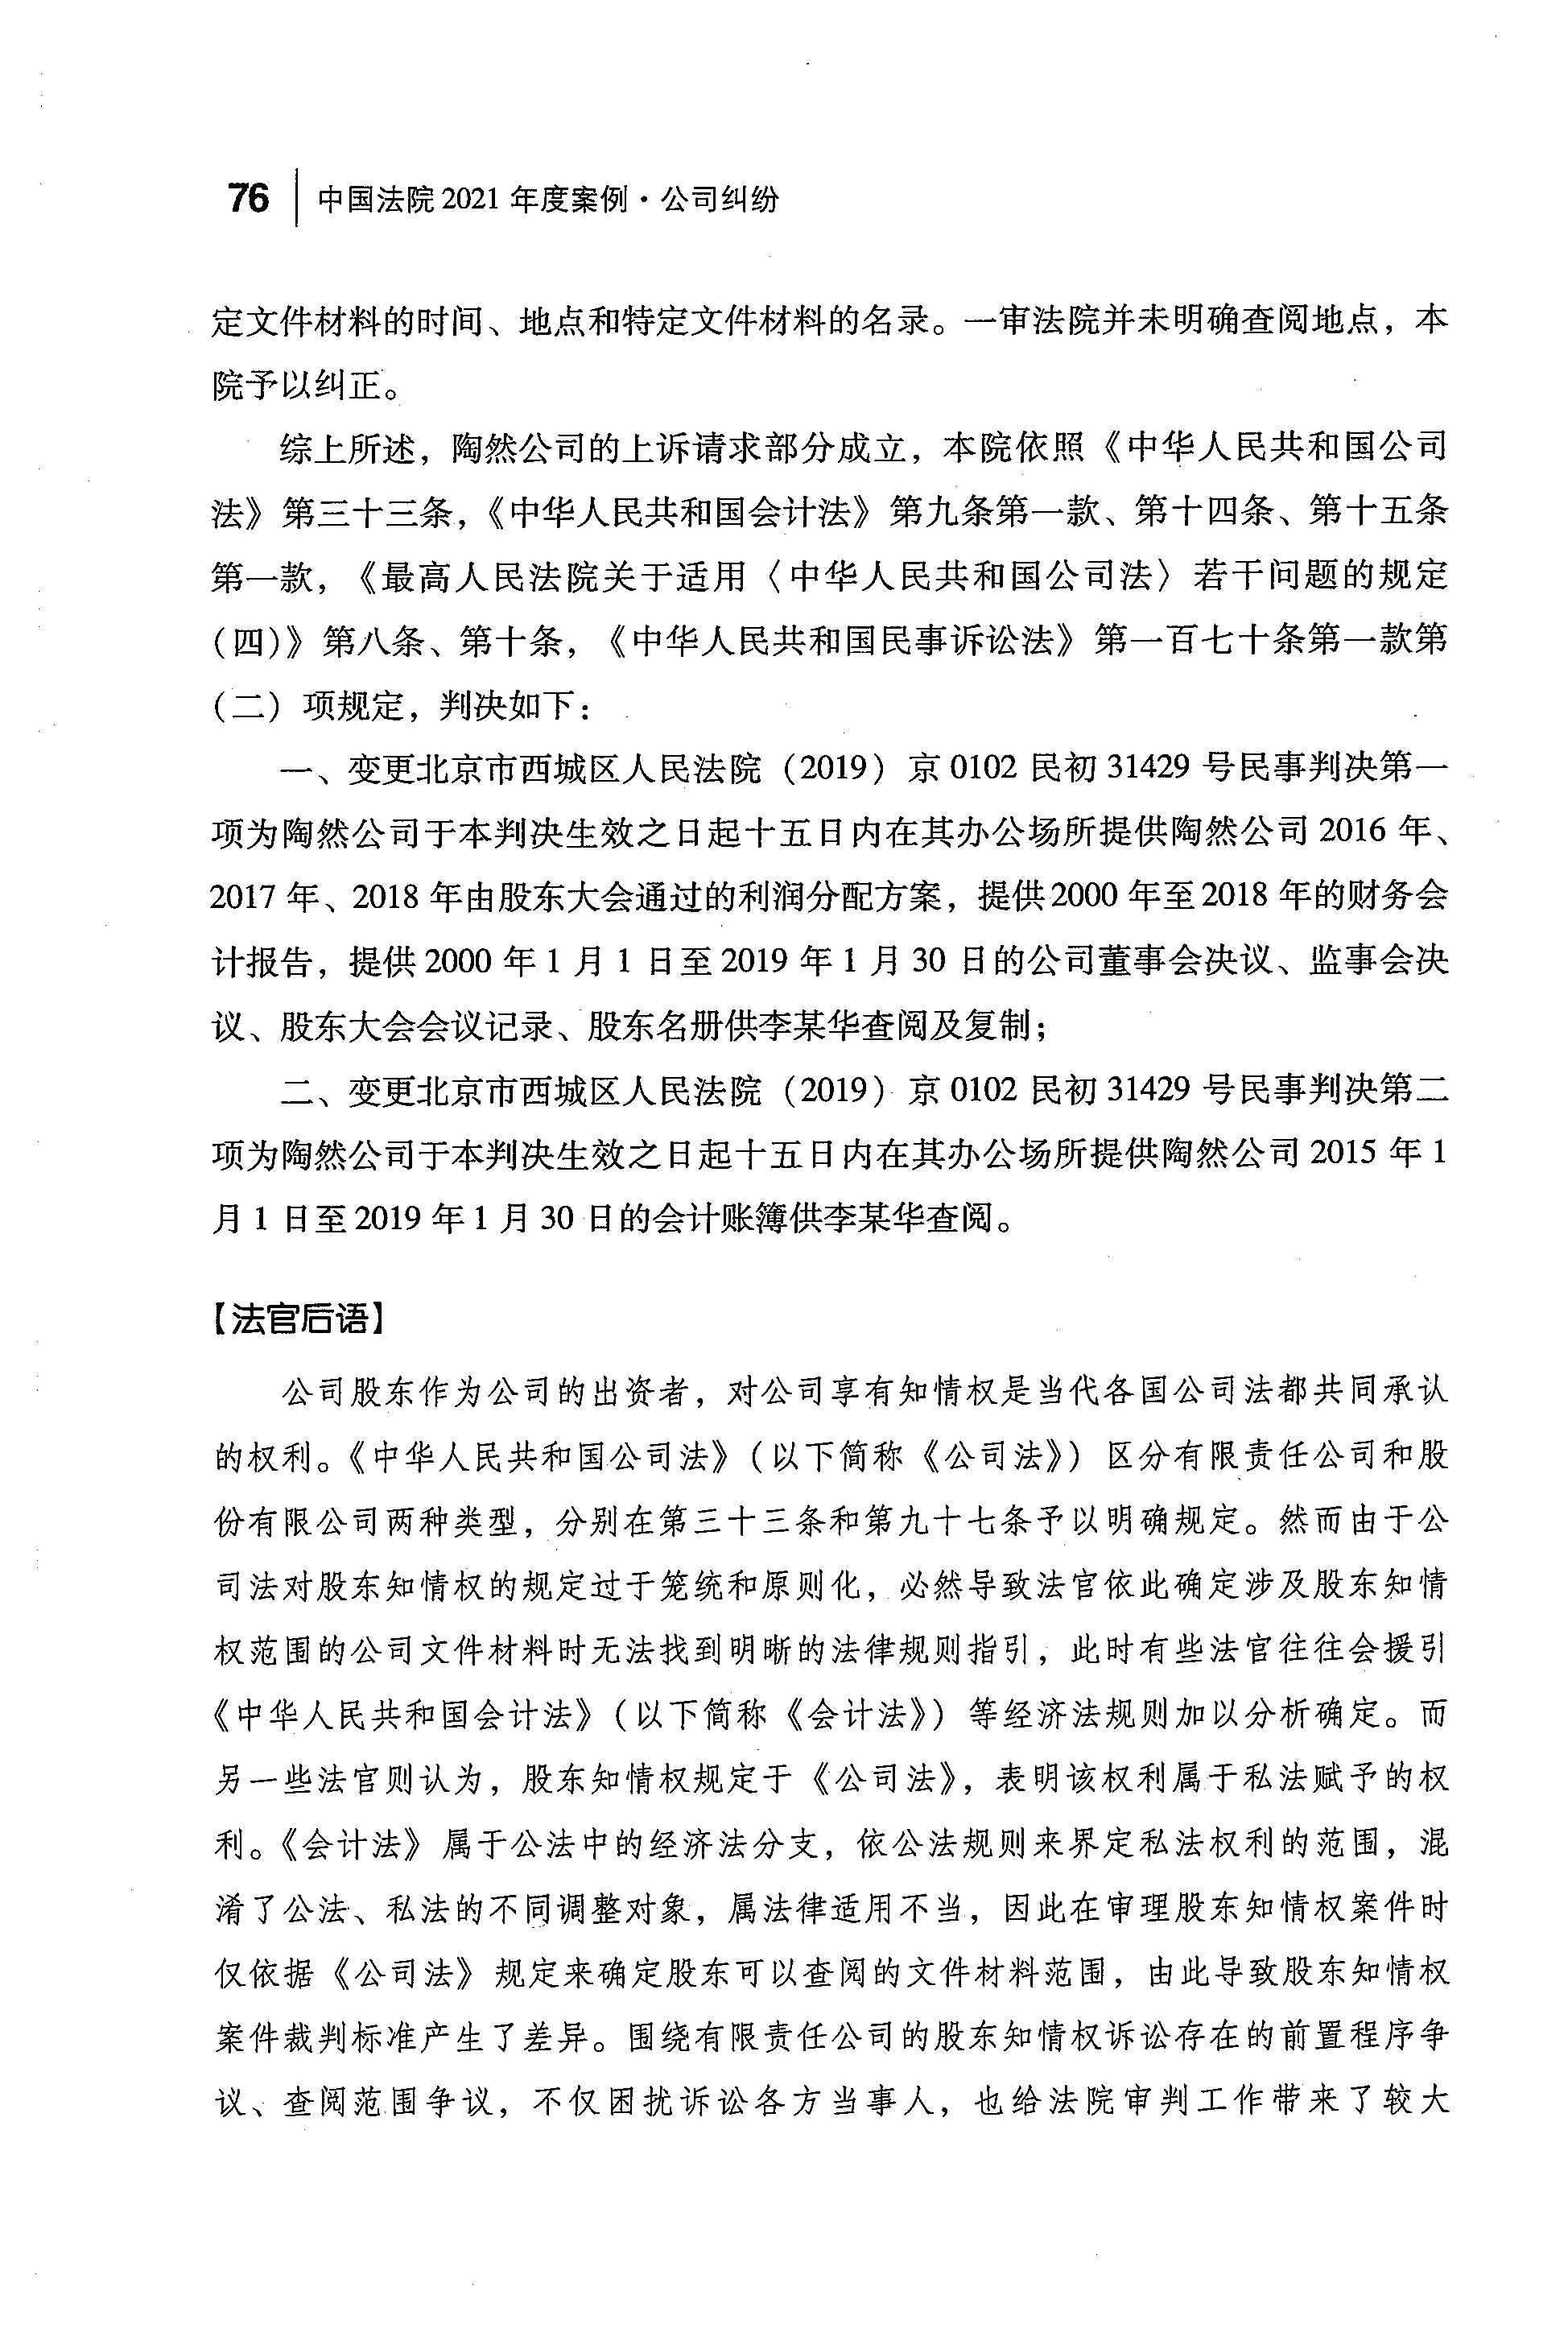 76 中国法院 2021 年度案例·公司纠纷
定文件材料的时间、地点和特定文件材料的名录。一审法院并未明确查阅地点，本
院予以纠正。
综上所述，陶然公司的上诉请求部分成立，本院依照《中华人民共和国公司
法》第三十三条，《中华人民共和国会计法》第九条第一款、第十四条、第十五条
第一款，《最高人民法院关于适用〈中华人民共和国公司法〉若干问题的规定
（四）》第八条、第十条，《中华人民共和国民事诉讼法》第一百七十条第一款第
（二）项规定，判决如下：
一、变更北京市西城区人民法院（2019）京 0102 民初 31429 号民事判决第一
项为陶然公司于本判决生效之日起十五日内在其办公场所提供陶然公司 2016 年、
2017 年、2018 年由股东大会通过的利润分配方案，提供 2000 年至 2018 年的财务会
计报告，提供 2000 年 1 月 1 日至 2019 年 1 月 30 日的公司董事会决议、监事会决
议、股东大会会议记录、股东名册供李某华查阅及复制；
二、变更北京市西城区人民法院（2019）京 0102 民初 31429 号民事判决第二
项为陶然公司于本判决生效之日起十五日内在其办公场所提供陶然公司 2015 年 1
月 1 日至 2019 年 1 月 30 日的会计账簿供李某华查阅。
【法官后语】
公司股东作为公司的出资者，对公司享有知情权是当代各国公司法都共同承认
的权利。《中华人民共和国公司法》（以下简称《公司法》）区分有限责任公司和股
份有限公司两种类型，分别在第三十三条和第九十七条予以明确规定。然而由于公
司法对股东知情权的规定过于笼统和原则化，必然导致法官依此确定涉及股东知情
权范围的公司文件材料时无法找到明晰的法律规则指引，此时有些法官往往会援引
《中华人民共和国会计法》（以下简称《会计法》）等经济法规则加以分析确定。而
另一些法官则认为，股东知情权规定于《公司法》，表明该权利属于私法赋予的权
利。《会计法》属于公法中的经济法分支，依公法规则来界定私法权利的范围，混
淆了公法、私法的不同调整对象，属法律适用不当，因此在审理股东知情权案件时
仅依据《公司法》规定来确定股东可以查阅的文件材料范围，由此导致股东知情权
案件裁判标准产生了差异。围绕有限责任公司的股东知情权诉讼存在的前置程序争
议、查阅范围争议，不仅困扰诉讼各方当事人，也给法院审判工作带来了较大